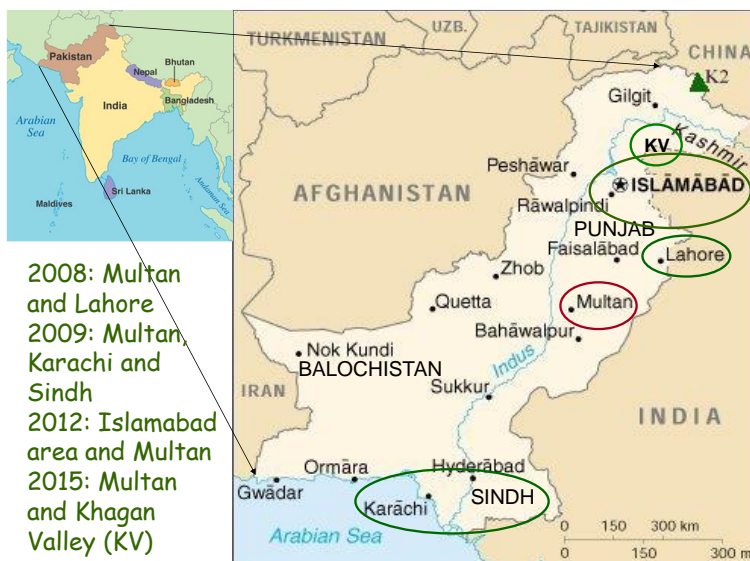 Pakistan
Nepal
Bhutan
India
Bangladesh
Arabian
Sea
Bay of Bengal
Sri Lanka
Maldives
Andaman Sea
2008: Multan
and Lahore
2009: Multan,
Karachi and
Sindh
2012: Islamabad
area and Multan
2015: Multan
and Khagan
Valley (KV)
UZB.
TAJIKISTAN
TURKMENISTAN
CHINA
K2
Gilgit
KV
Kashmir
Peshāwar
ISLĀMĀBĀD
AFGHANISTAN
Rāwalpindi
PUNJAB
Faisalābad
Lahore
Zhob
Quetta
Multan
Bahāwalpur
Nok Kundi
BALOCHISTAN
Indus
IRAN
Sukkur
INDIA
Ormāra
Hyderābad
Gwādar
SINDH
Karāchi
Arabian Sea
0 150 300 km
0 150 300 mi